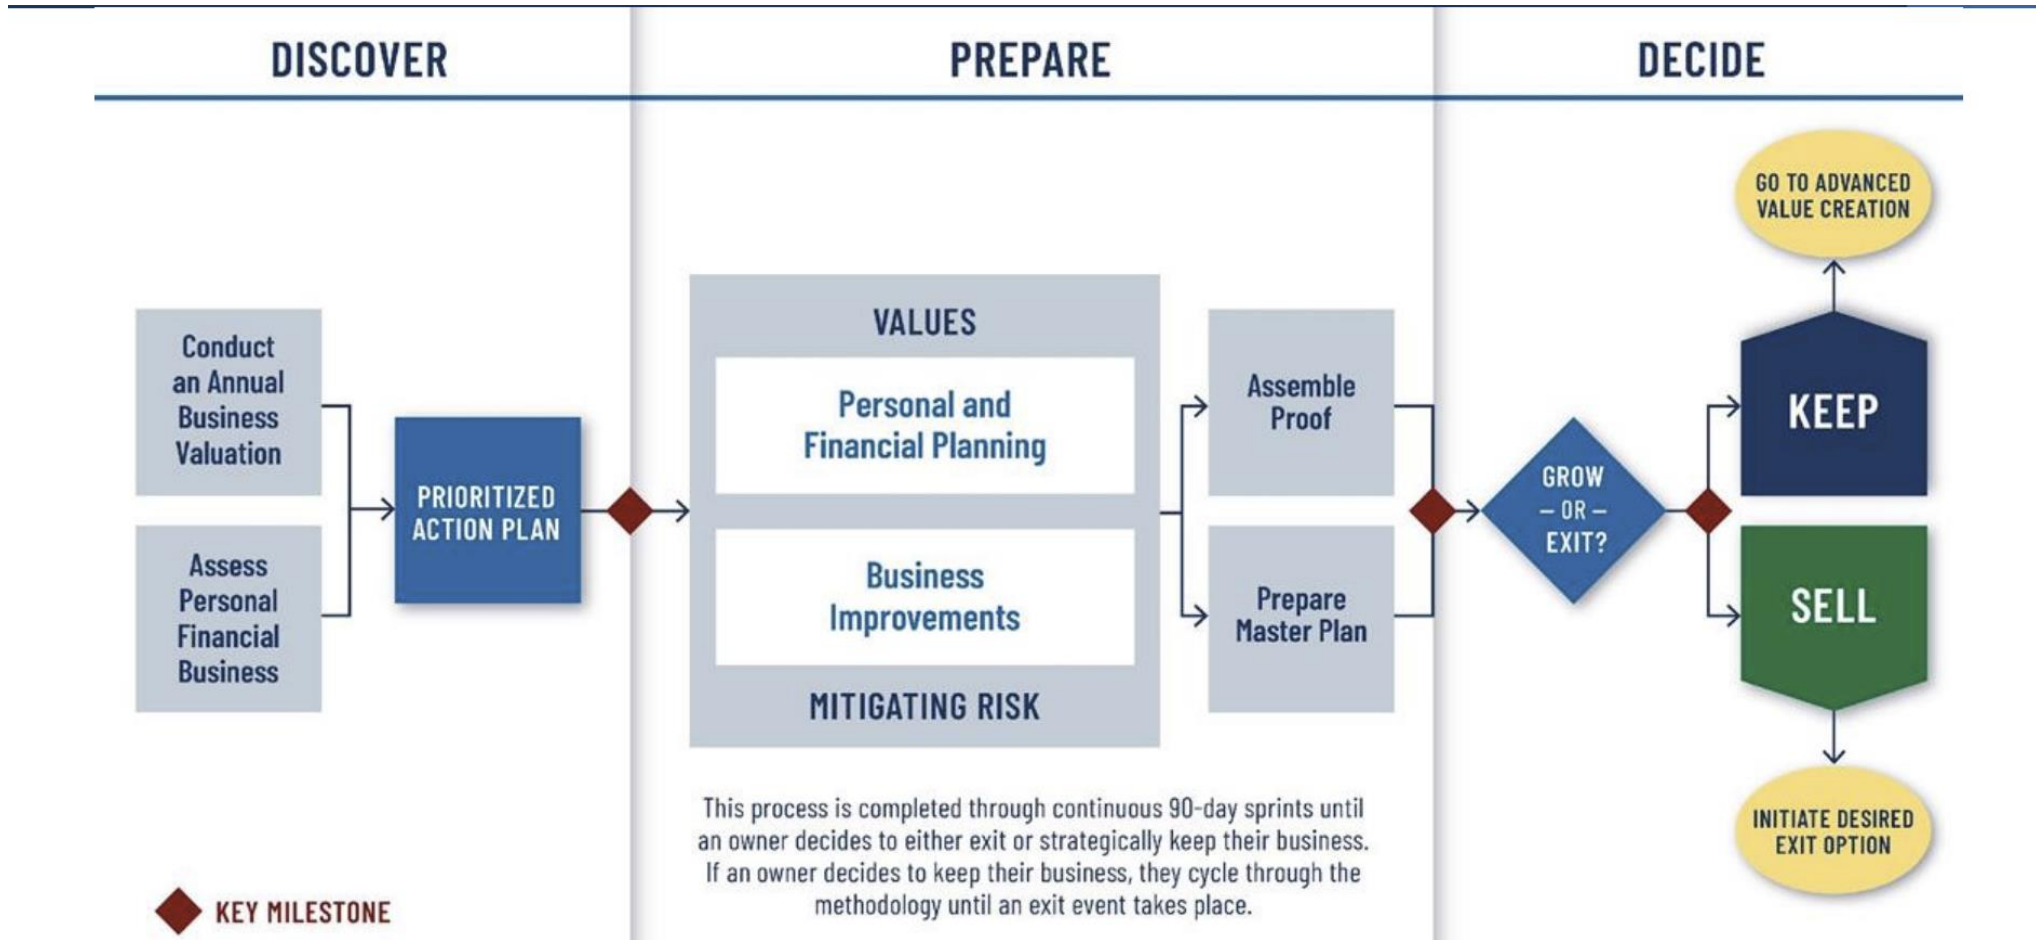 DISCOVER
PREPARE
DECIDE
Conduct
an Annual
Business
Valuation
Assess
Personal
Financial
Business
PRIORITIZED
ACTION PLAN
VALUES
Personal and
Financial Planning
Business
Improvements
MITIGATING RISK
Assemble
Proof
Prepare
Master Plan
This process is completed through continuous 90-day sprints until
an owner decides to either exit or strategically keep their business.
If an owner decides to keep their business, they cycle through the
methodology until an exit event takes place.
GROW
– OR –
EXIT?
GO TO ADVANCED
VALUE CREATION
KEEP
SELL
INITIATE DESIRED
EXIT OPTION
KEY MILESTONE